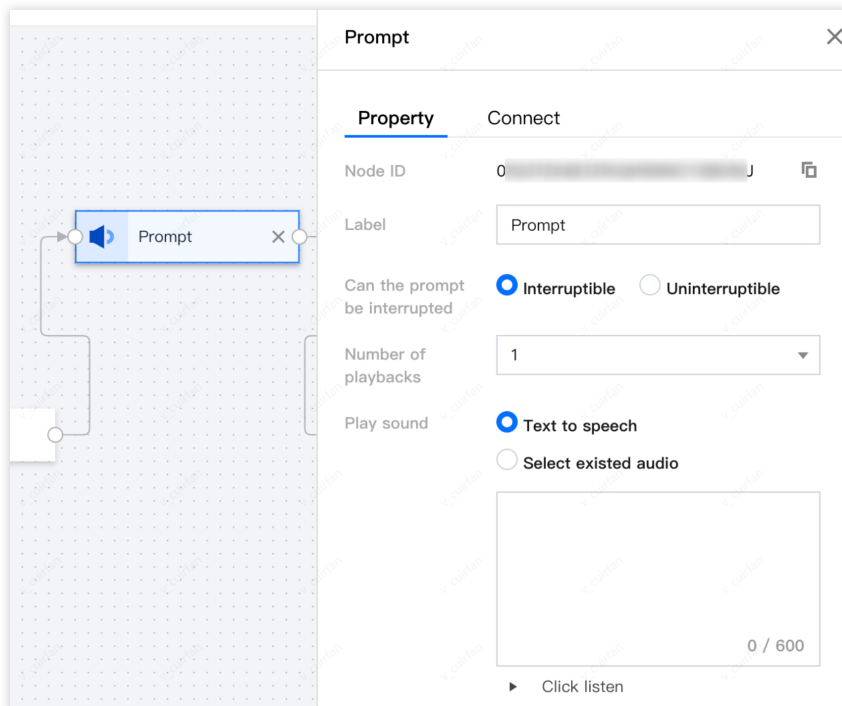 Prompt
Property Connect
Node ID
Label Prompt
Prompt
Can the prompt
be interrupted
Interruptible Uninterruptible
Number of
playbacks
1
Play sound
Text to speech
Select existed audio
0 / 600
Click listen